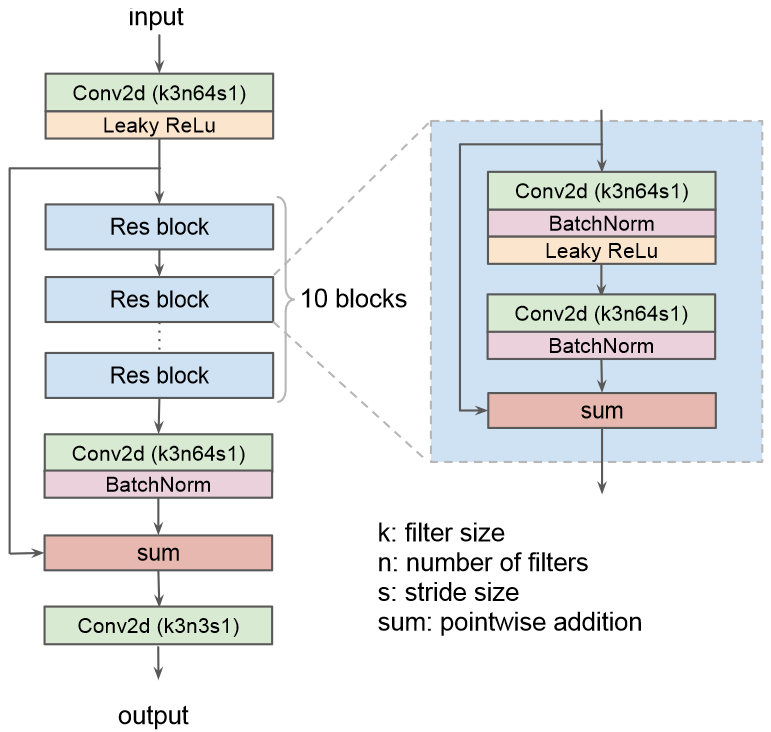 input
Conv2d (k3n64s1)
Leaky ReLu
Res block
Res block
10 blocks
Res block
Conv2d (k3n64s1)
BatchNorm
sum
Conv2d (k3n3s1)
output
Conv2d (k3n64s1)
BatchNorm
Leaky ReLu
Conv2d (k3n64s1)
BatchNorm
sum
k: filter size
n: number of filters
s: stride size
sum: pointwise addition